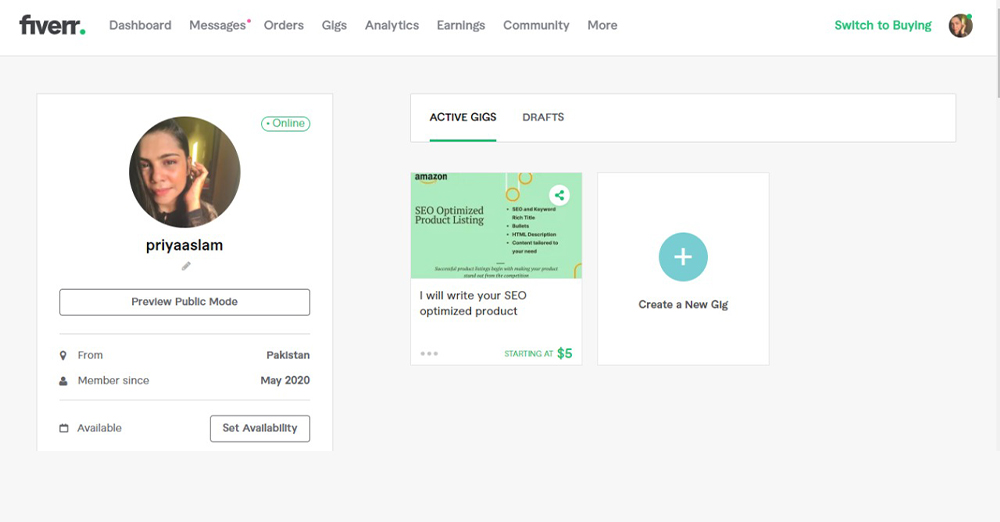 fiverr.
Dashboard Messages Orders Gigs Analytics Earnings Community More
Switch to Buying
Online
priyaaslam
Preview Public Mode
From Pakistan
Member since May 2020
Available Set Availability
ACTIVE GIGS DRAFTS
amazon
SEO Optimized
Product Listing
• SEO and Keyword
Rich Title
• Bullets
• HTML Description
• Content tailored to
your need
Successful product listings begin with making your product
stand out from the competition
I will write your SEO
optimized product
STARTING AT $5
Create a New Gig